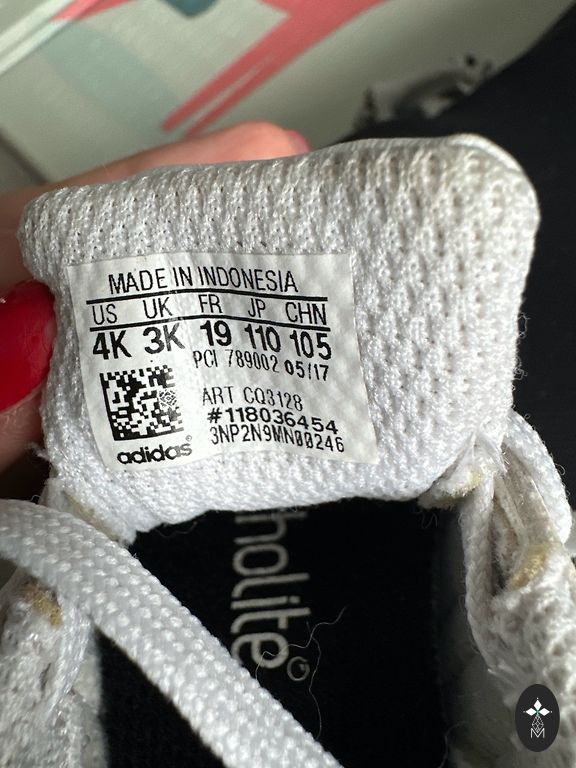 MADE IN INDONESIA
US UK FR JP CHN
4K 3K 19 110 105
PCI 789002 05/17
ART CQ3128
#118036454
3NP2N9MN00246
adidas®
holite
M